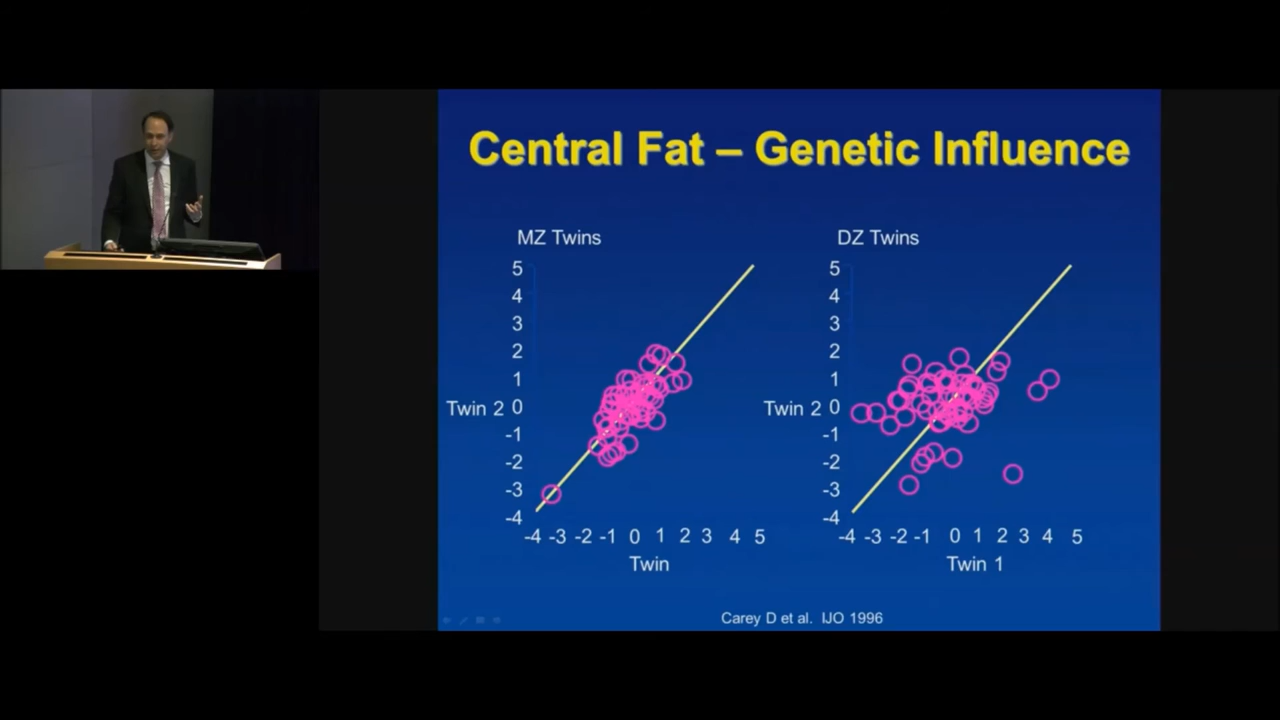 Central Fat – Genetic Influence
MZ Twins
5
4
3
2
1
Twin 2 0
-1
-2
-3
-4
-4 -3 -2 -1 0 1 2 3 4 5
Twin
DZ Twins
5
4
3
2
1
Twin 2 0
-1
-2
-3
-4
-4 -3 -2 -1 0 1 2 3 4 5
Twin 1
Carey D et al. IJO 1996